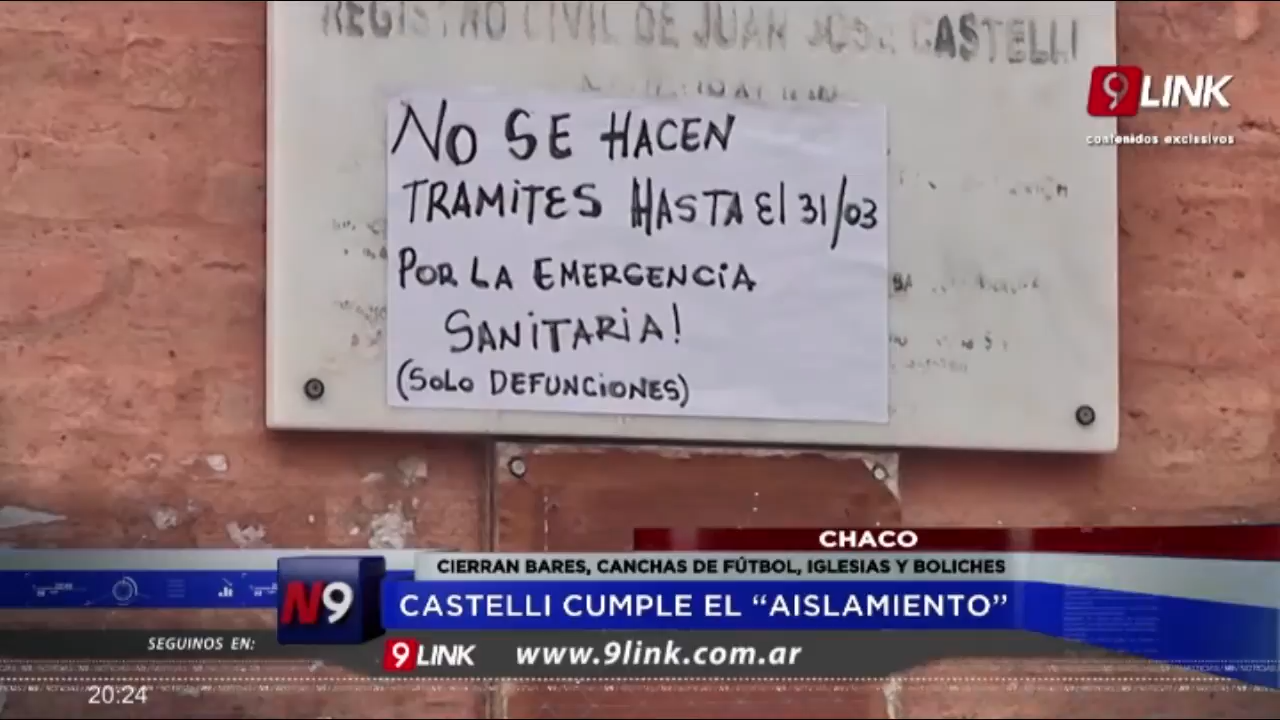 REGISTRO CIVIL DE JUAN JOSE CASTELLI
9 LINK
contenidos exclusivos
NO SE HACEN
TRAMITES HASTA El 31/03
POR LA EMERGENCIA
SANITARIA!
(SOLO DEFUNCIONES)
CHACO
CIERRAN BARES, CANCHAS DE FÚTBOL, IGLESIAS Y BOLICHES
N9
CASTELLI CUMPLE EL “AISLAMIENTO”
SEGUINOS EN:
9 LINK
www.9link.com.ar
20:24